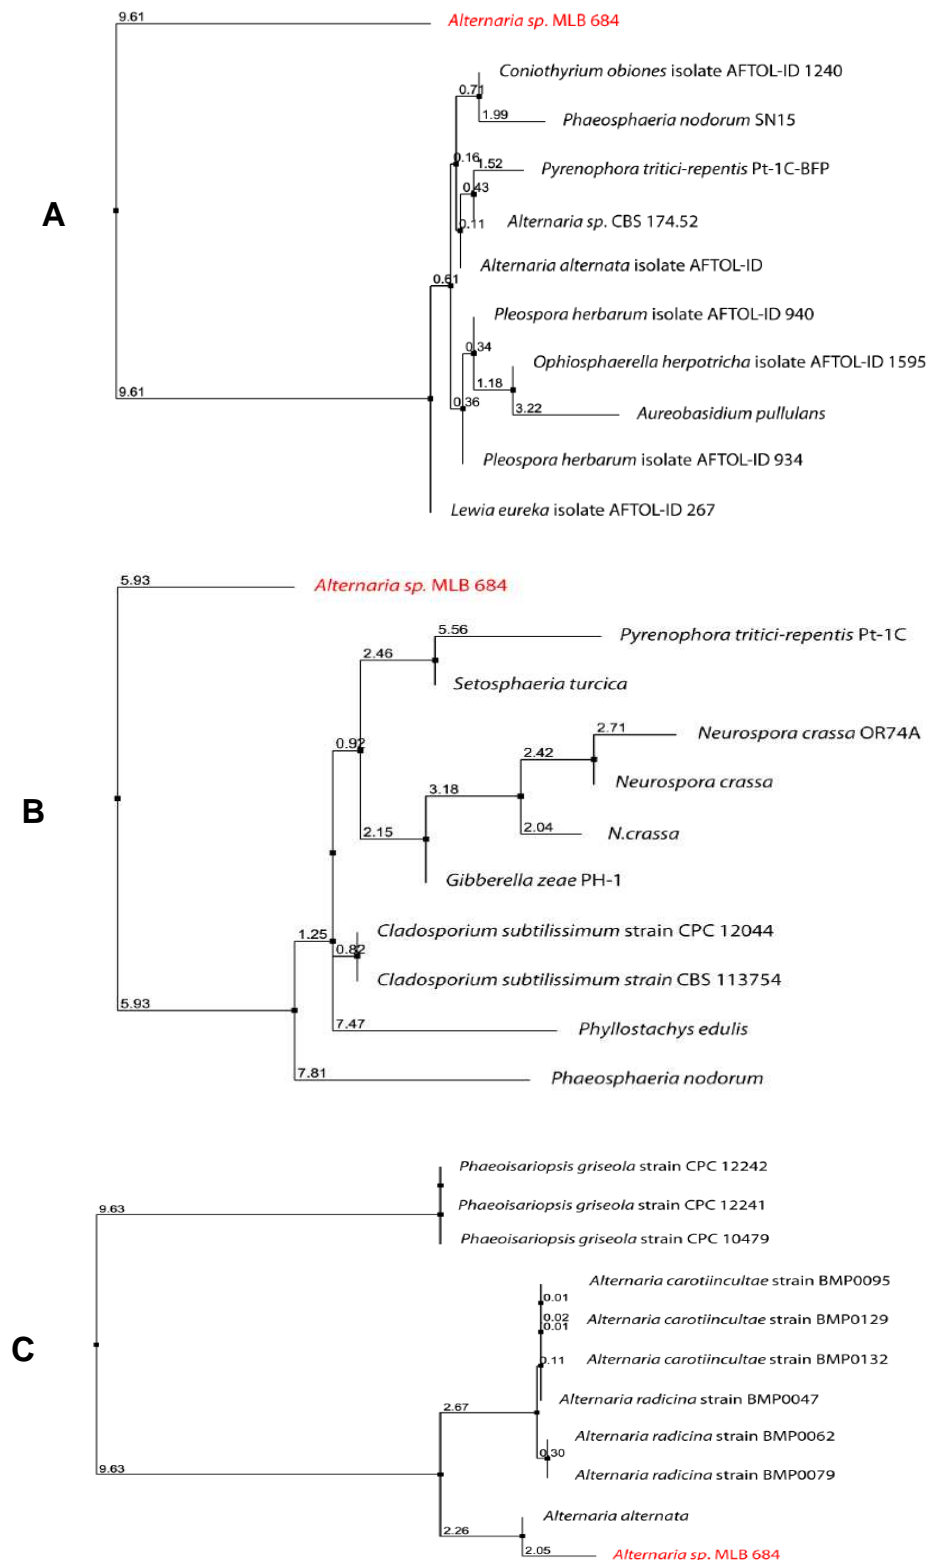 9.61
Alternaria sp. MLB 684
Coniothyrium obiones isolate AFTOL-ID 1240
0.71
1.99
Phaeosphaeria nodorum SN15
0.16
1.52
Pyrenophora tritici-repentis Pt-1C-BFP
0.43
A
0.11
Alternaria sp. CBS 174.52
Alternaria alternata isolate AFTOL-ID
0.61
Pleospora herbarum isolate AFTOL-ID 940
0.34
Ophiosphaerella herpotricha isolate AFTOL-ID 1595
1.18
9.61
0.36
3.22
Aureobasidium pullulans
Pleospora herbarum isolate AFTOL-ID 934
Lewia eureka isolate AFTOL-ID 267
5.93
Alternaria sp. MLB 684
5.56
Pyrenophora tritici-repentis Pt-1C
2.46
Setosphaeria turcica
2.71
Neurospora crassa OR74A
0.92
2.42
Neurospora crassa
3.18
B
2.15
2.04
N.crassa
Gibberella zeae PH-1
Cladosporium subtilissimum strain CPC 12044
1.25
0.82
Cladosporium subtilissimum strain CBS 113754
5.93
7.47
Phyllostachys edulis
7.81
Phaeosphaeria nodorum
Phaeoisariopsis griseola strain CPC 12242
9.63
Phaeoisariopsis griseola strain CPC 12241
Phaeoisariopsis griseola strain CPC 10479
Alternaria carotiincultae strain BMP0095
0.01
0.02
Alternaria carotiincultae strain BMP0129
0.01
C
0.11
Alternaria carotiincultae strain BMP0132
Alternaria radicina strain BMP0047
2.67
Alternaria radicina strain BMP0062
0.30
9.63
Alternaria radicina strain BMP0079
Alternaria alternata
2.26
2.05
Alternaria sp. MLB 684